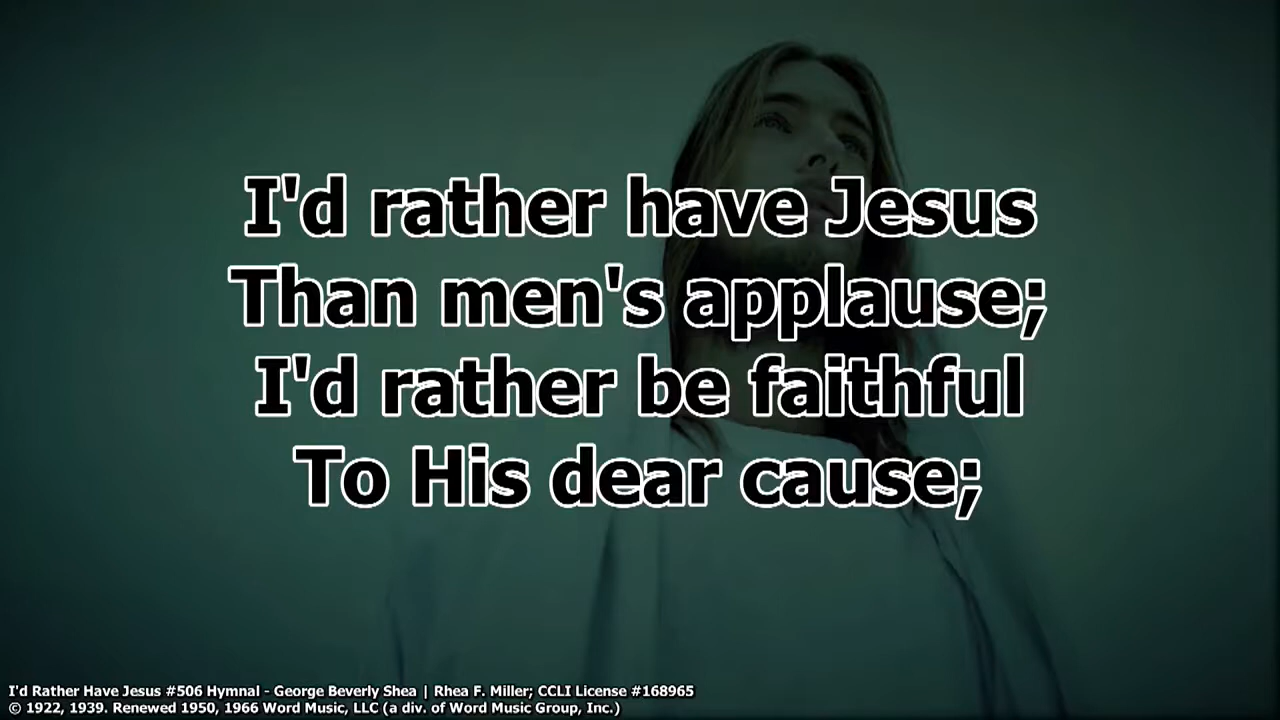 I'd rather have Jesus
Than men's applause;
I'd rather be faithful
To His dear cause;
I'd Rather Have Jesus #506 Hymnal - George Beverly Shea | Rhea F. Miller; CCLI License #168965
© 1922, 1939. Renewed 1950, 1966 Word Music, LLC (a div. of Word Music Group, Inc.)